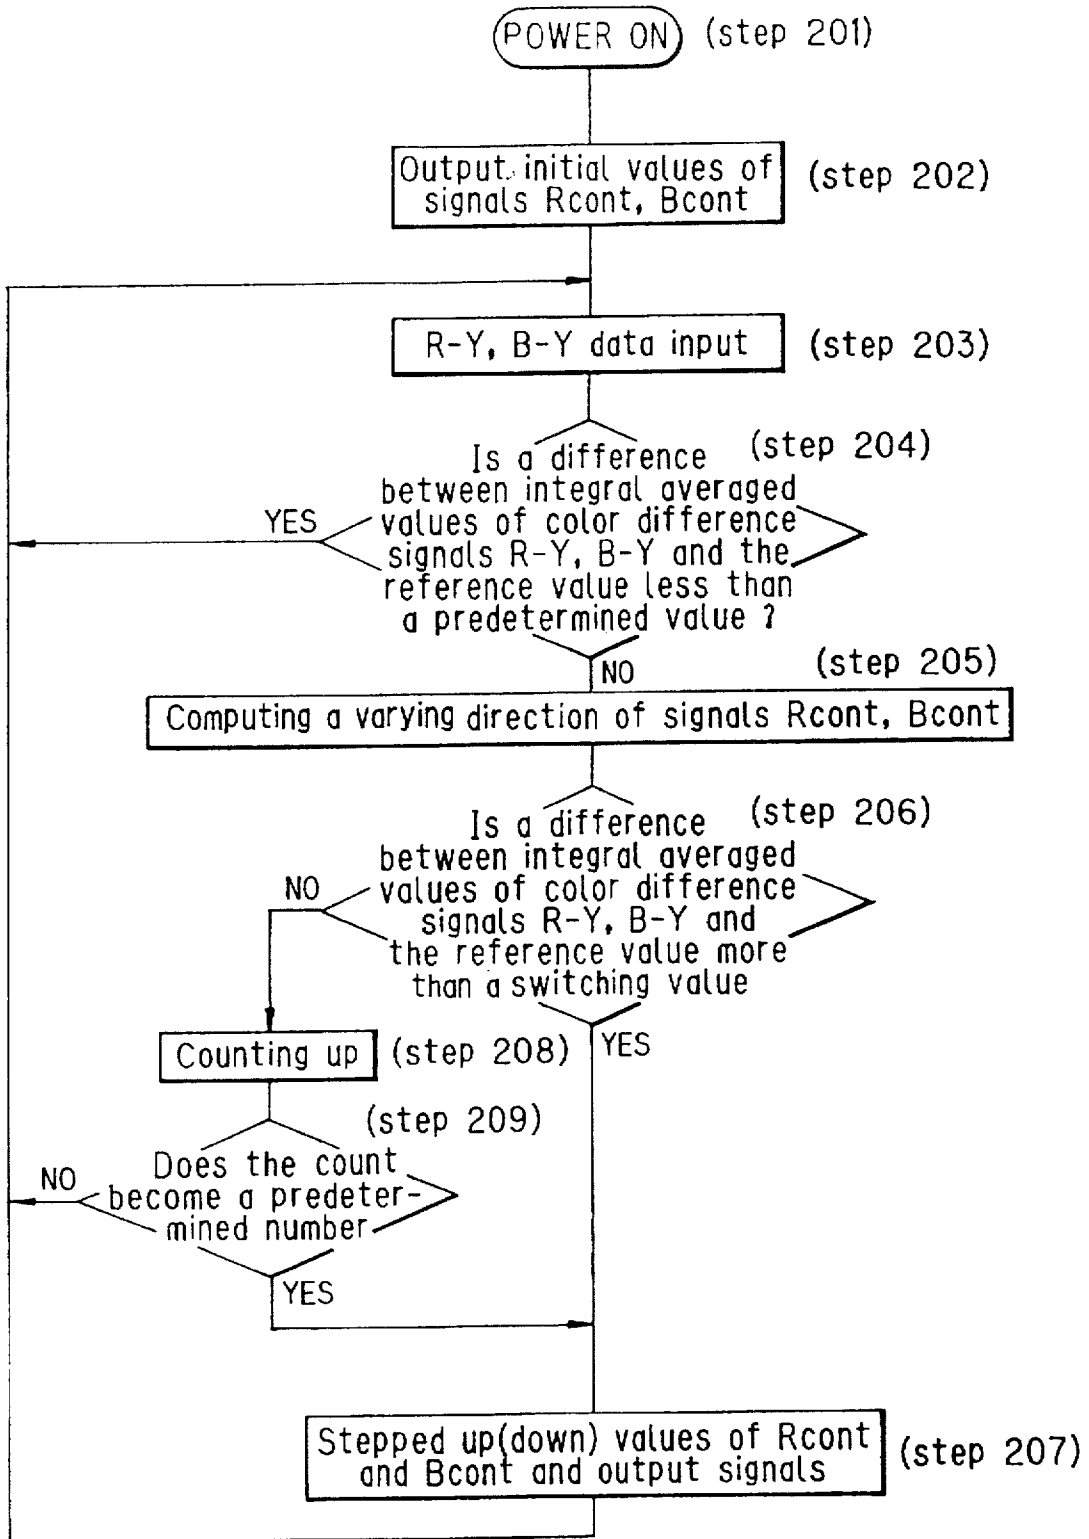 POWER ON (step 201)
Output initial values of
signals Rcont, Bcont
(step 202)
R-Y, B-Y data input (step 203)
(step 204)
Is a difference
between integral averaged
values of color difference
signals R-Y, B-Y and the
reference value less than
a predetermined value ?
YES
NO
(step 205)
Computing a varying direction of signals Rcont, Bcont
(step 206)
Is a difference
between integral averaged
values of color difference
signals R-Y, B-Y and
the reference value more
than a switching value
NO
YES
Counting up (step 208)
(step 209)
Does the count
become a predeter-
mined number
NO
YES
Stepped up(down) values of Rcont
and Bcont and output signals
(step 207)